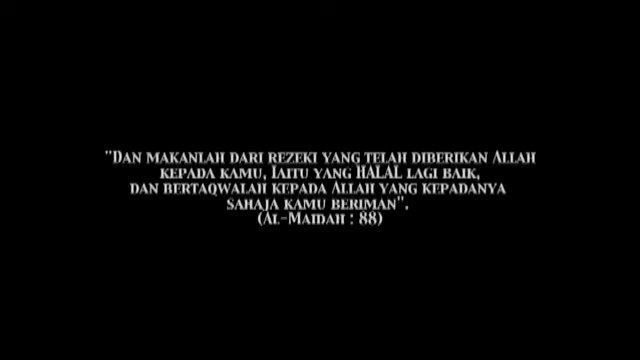 "Dan makanlah dari rezeki yang telah diberikan Allah
kepada kamu, Iaitu yang HALAL lagi baik,
dan bertaqwalah kepada Allah yang kepadanya
sahaja kamu beriman".
(Al-Maidah : 88)